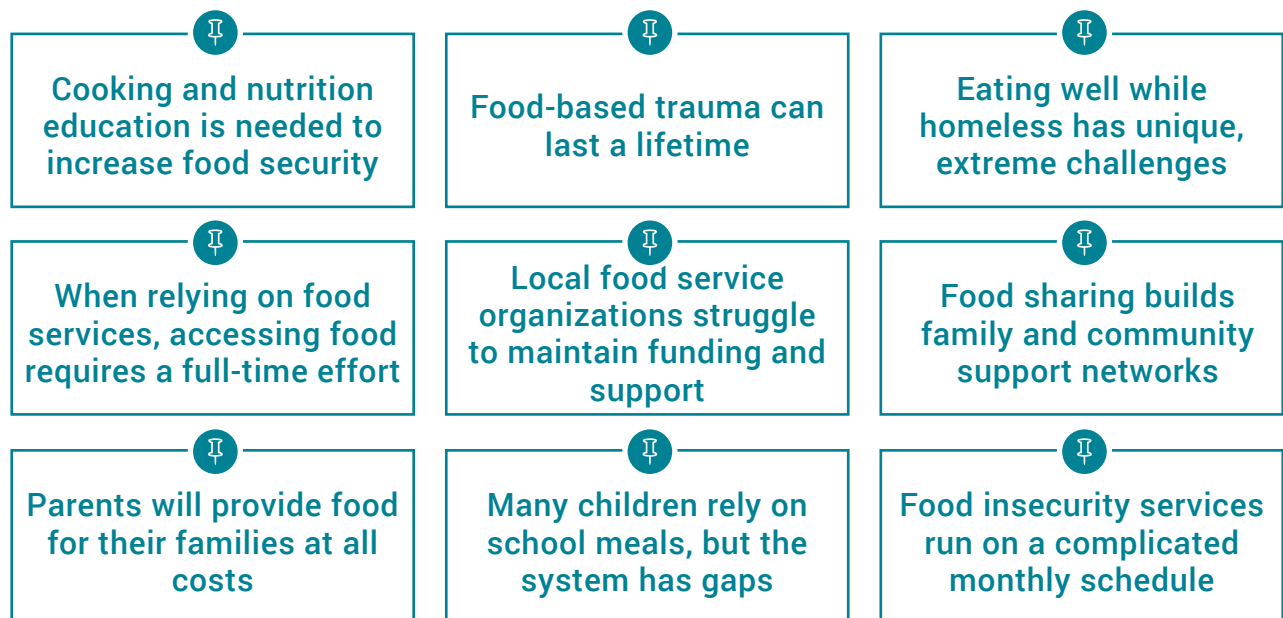 Cooking and nutrition
education is needed to
increase food security
Food-based trauma can
last a lifetime
Eating well while
homeless has unique,
extreme challenges
When relying on food
services, accessing food
requires a full-time effort
Local food service
organizations struggle
to maintain funding and
support
Food sharing builds
family and community
support networks
Parents will provide food
for their families at all
costs
Many children rely on
school meals, but the
system has gaps
Food insecurity services
run on a complicated
monthly schedule